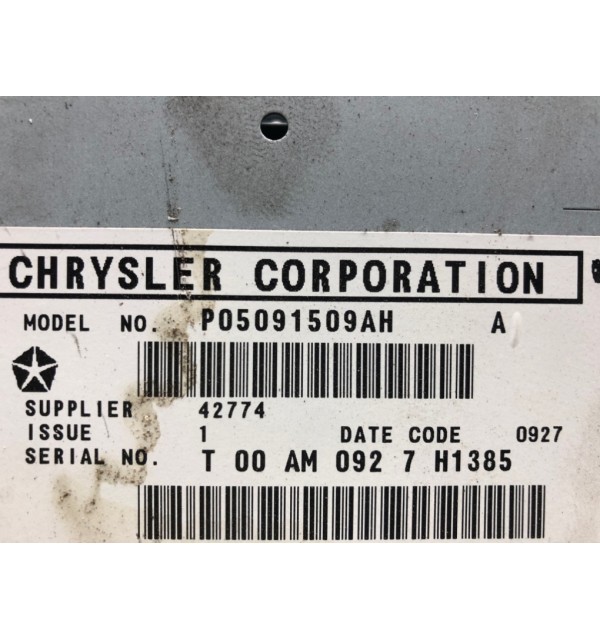 CHRYSLER CORPORATION
MODEL NO. P05091509AH A
SUPPLIER 42774
ISSUE 1 DATE CODE 0927
SERIAL NO. T 00 AM 092 7 H1385